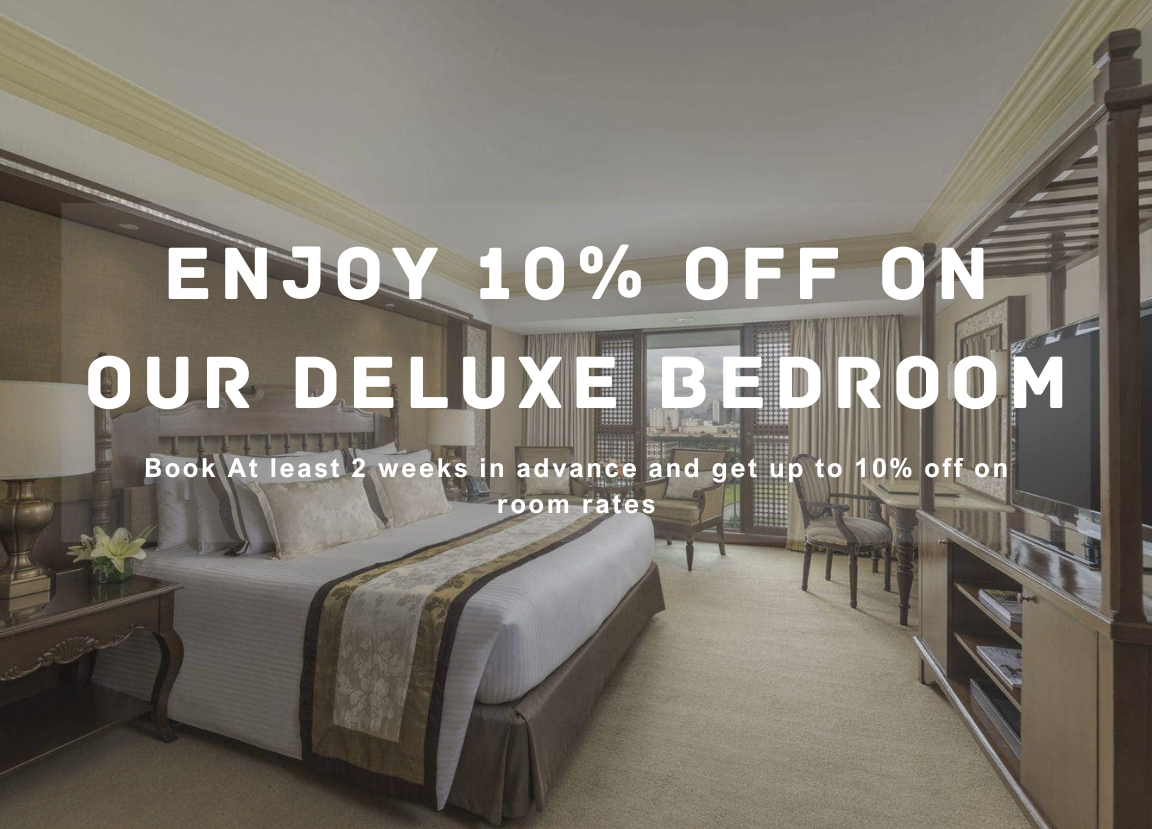 ENJOY 10% OFF ON
OUR DELUXE BEDROOM
Book At least 2 weeks in advance and get up to 10% off on
room rates